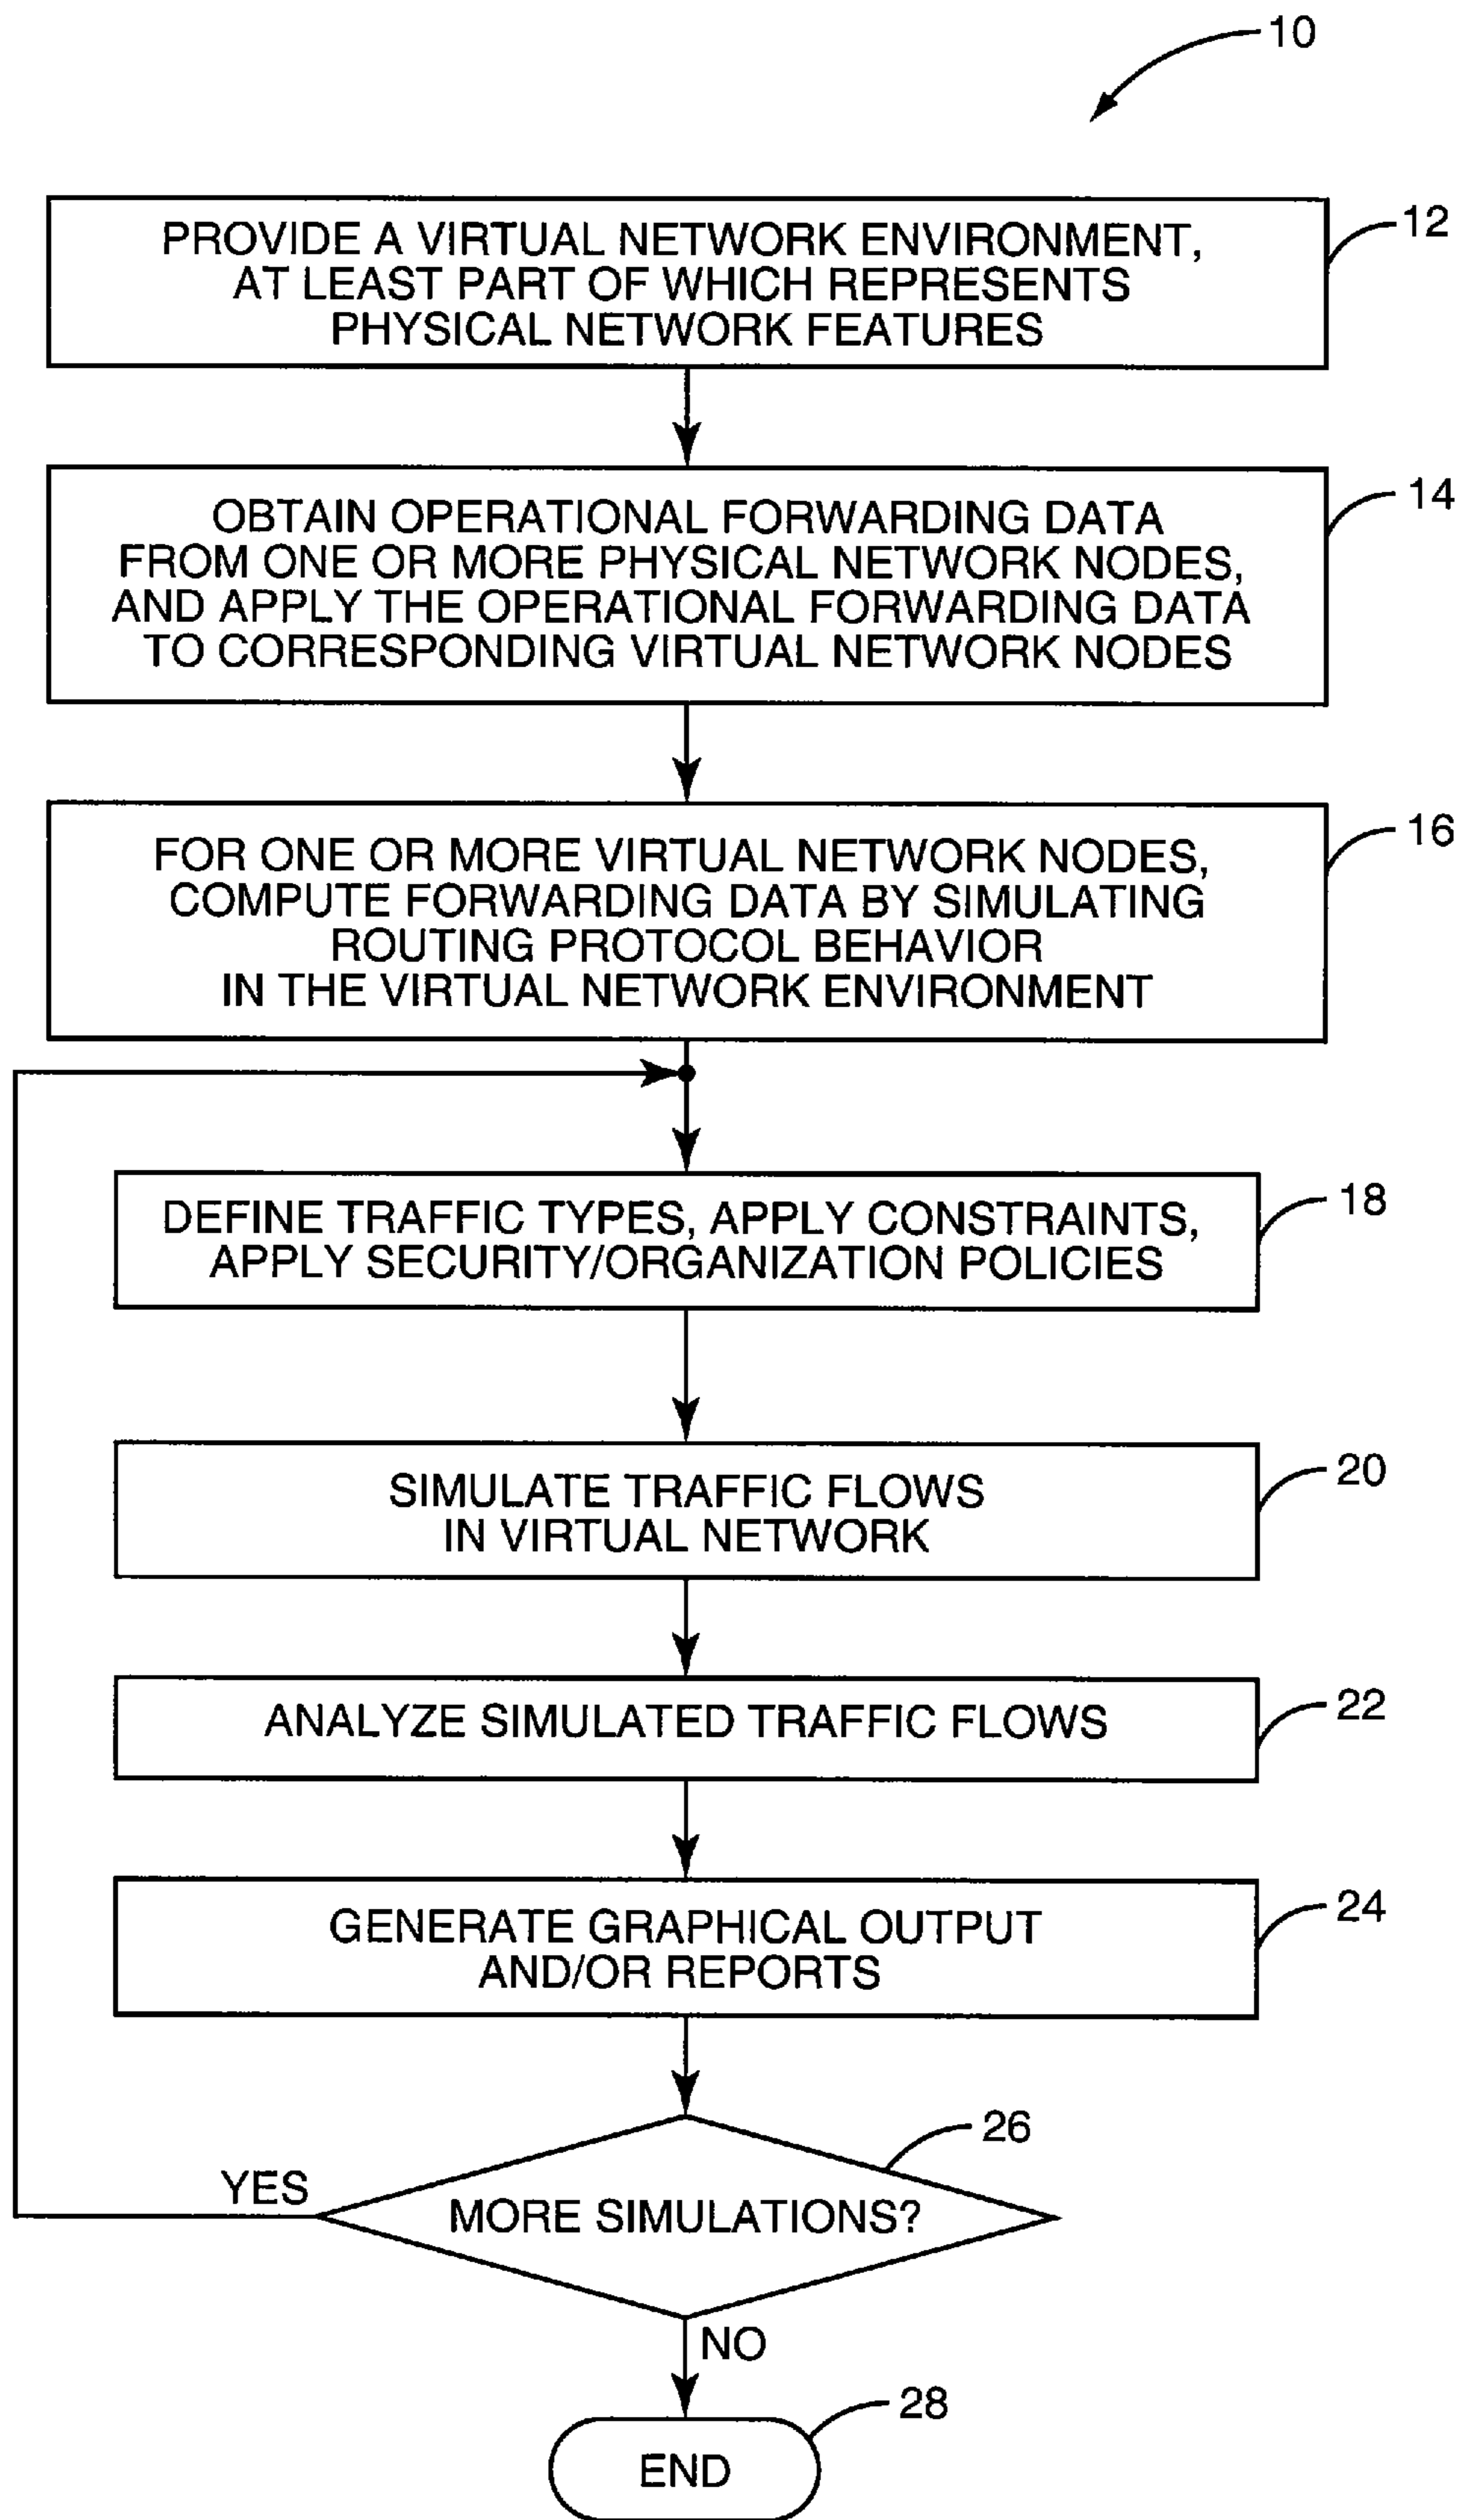 10
PROVIDE A VIRTUAL NETWORK ENVIRONMENT,
AT LEAST PART OF WHICH REPRESENTS
PHYSICAL NETWORK FEATURES
12
OBTAIN OPERATIONAL FORWARDING DATA
FROM ONE OR MORE PHYSICAL NETWORK NODES,
AND APPLY THE OPERATIONAL FORWARDING DATA
TO CORRESPONDING VIRTUAL NETWORK NODES
14
FOR ONE OR MORE VIRTUAL NETWORK NODES,
COMPUTE FORWARDING DATA BY SIMULATING
ROUTING PROTOCOL BEHAVIOR
IN THE VIRTUAL NETWORK ENVIRONMENT
16
DEFINE TRAFFIC TYPES, APPLY CONSTRAINTS,
APPLY SECURITY/ORGANIZATION POLICIES
18
SIMULATE TRAFFIC FLOWS
IN VIRTUAL NETWORK
20
ANALYZE SIMULATED TRAFFIC FLOWS
22
GENERATE GRAPHICAL OUTPUT
AND/OR REPORTS
24
26
YES
MORE SIMULATIONS?
NO
28
END